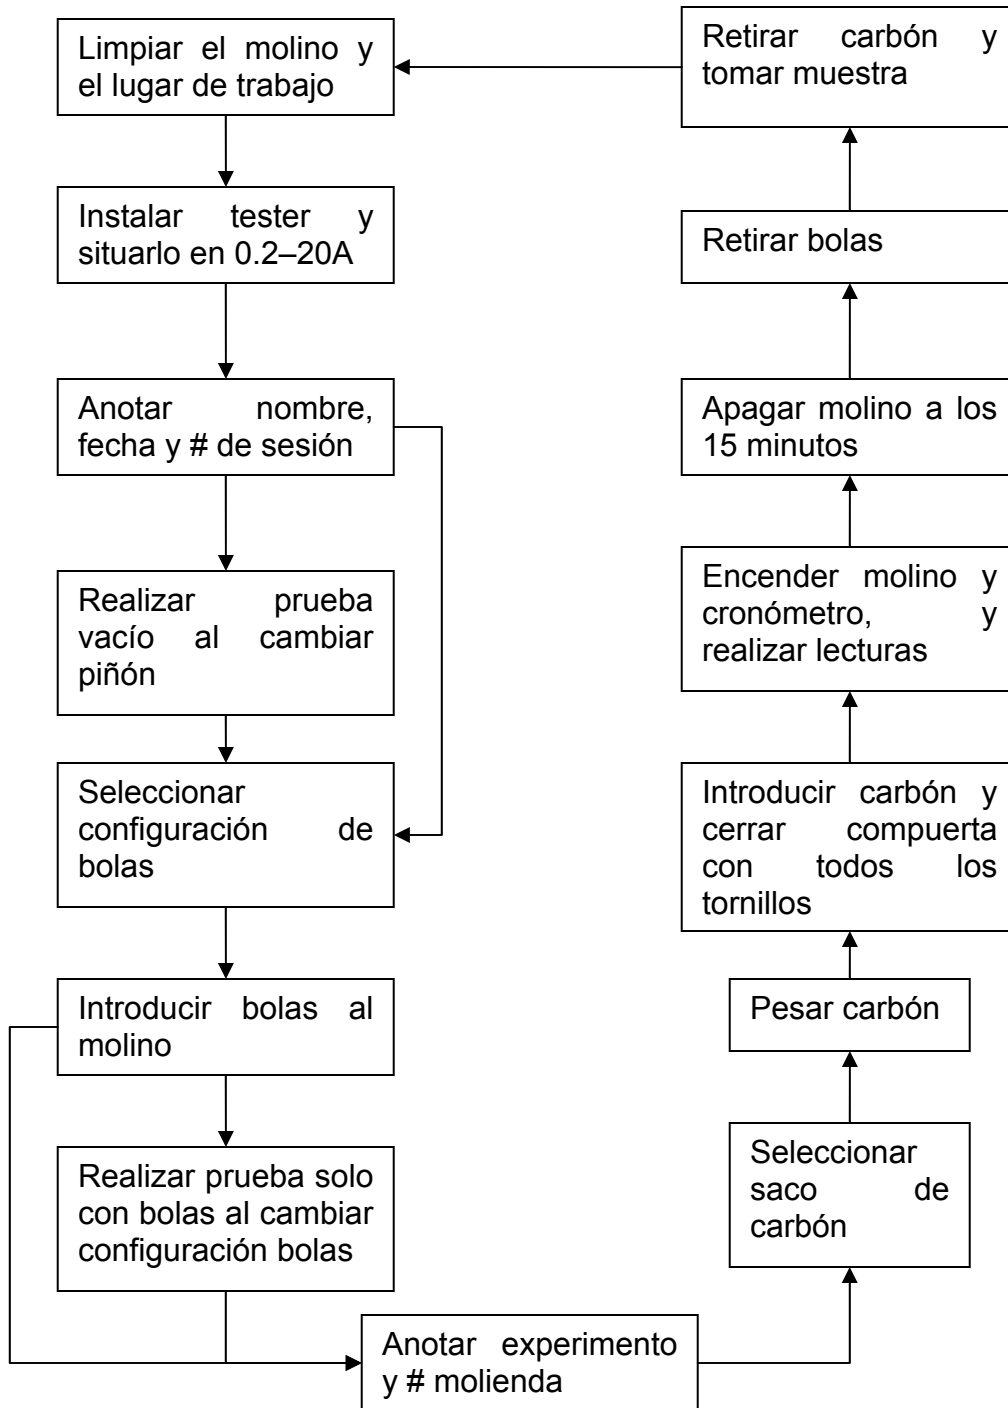 Limpiar el molino y
el lugar de trabajo
Instalar tester y
situarlo en 0.2–20A
Anotar nombre,
fecha y # de sesión
Realizar prueba
vacío al cambiar
piñón
Seleccionar
configuración de
bolas
Introducir bolas al
molino
Realizar prueba solo
con bolas al cambiar
configuración bolas
Anotar experimento
y # molienda
Seleccionar
saco de
carbón
Pesar carbón
Introducir carbón y
cerrar compuerta
con todos los
tornillos
Encender molino y
cronómetro, y
realizar lecturas
Apagar molino a los
15 minutos
Retirar bolas
Retirar carbón y
tomar muestra